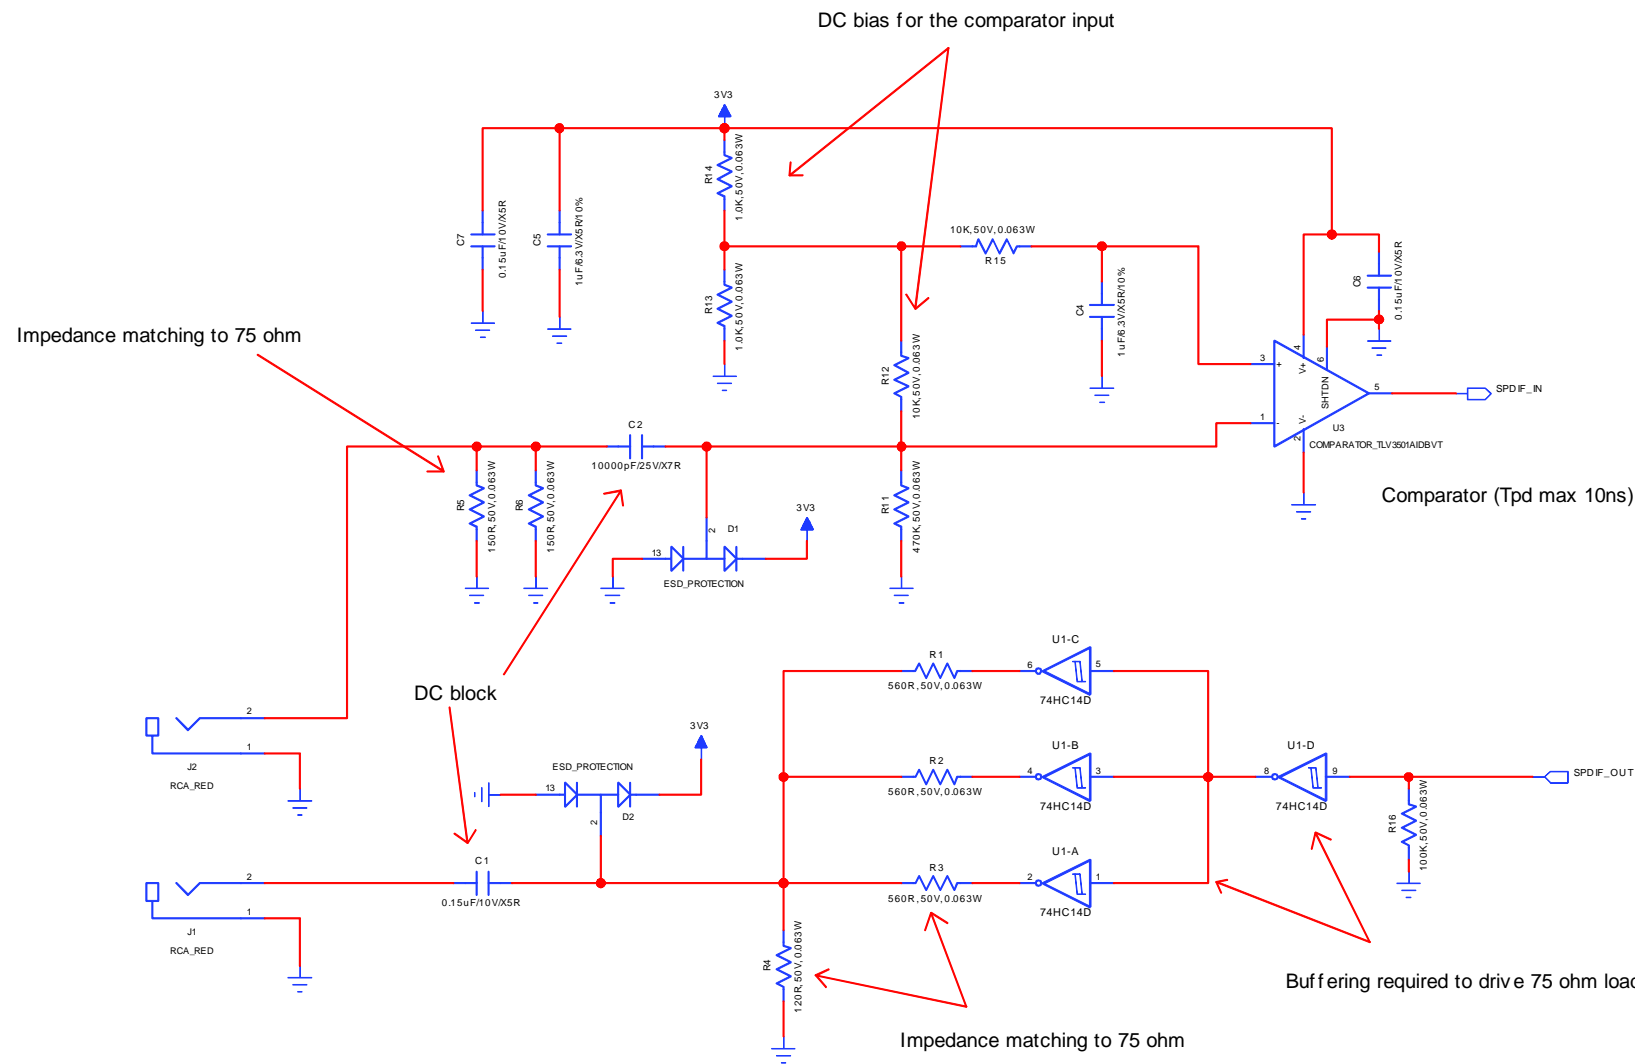 DC bias for the comparator input
3V3
R14
1.0K,50V,0.063W
C7
0.15uF/10V/X5R
C5
1uF/6.3V/X5R/10%
R13
1.0K,50V,0.063W
10K,50V,0.063W
R15
C4
1uF/6.3V/X5R/10%
C6
0.15uF/10V/X5R
Impedance matching to 75 ohm
R12
10K,50V,0.063W
3
+
4
V+
6
SHTDN
1
-
2
V-
5
SPDIF_IN
U3
COMPARATOR_TLV3501AIDBVT
C2
10000pF/25V/X7R
R5
150R,50V,0.063W
R6
150R,50V,0.063W
R11
470K,50V,0.063W
Comparator (Tpd max 10ns)
3V3
2
D1
13
ESD_PROTECTION
U1-C
R1
6
5
560R,50V,0.063W
74HC14D
DC block
2
1
J2
RCA_RED
3V3
ESD_PROTECTION
13
D2
2
U1-B
R2
4
3
560R,50V,0.063W
74HC14D
U1-D
8
9
74HC14D
SPDIF_OUT
R16
100K,50V,0.063W
C1
0.15uF/10V/X5R
2
1
J1
RCA_RED
U1-A
R3
2
1
560R,50V,0.063W
74HC14D
R4
120R,50V,0.063W
Buffering required to drive 75 ohm
Impedance matching to 75 ohm